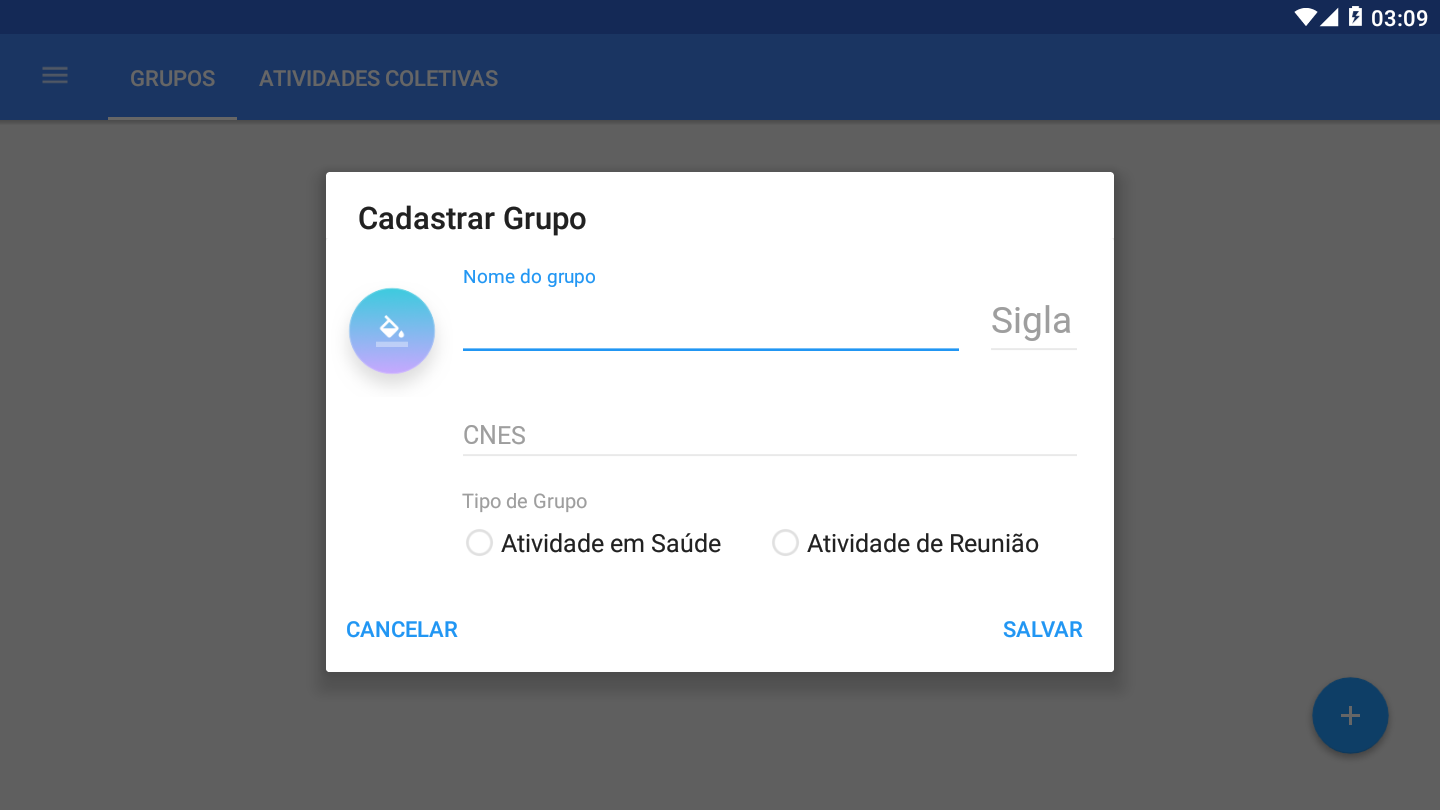 03:09
GRUPOS ATIVIDADES COLETIVAS
Cadastrar Grupo
Nome do grupo
Sigla
CNES
Tipo de Grupo
Atividade em Saúde Atividade de Reunião
CANCELAR SALVAR